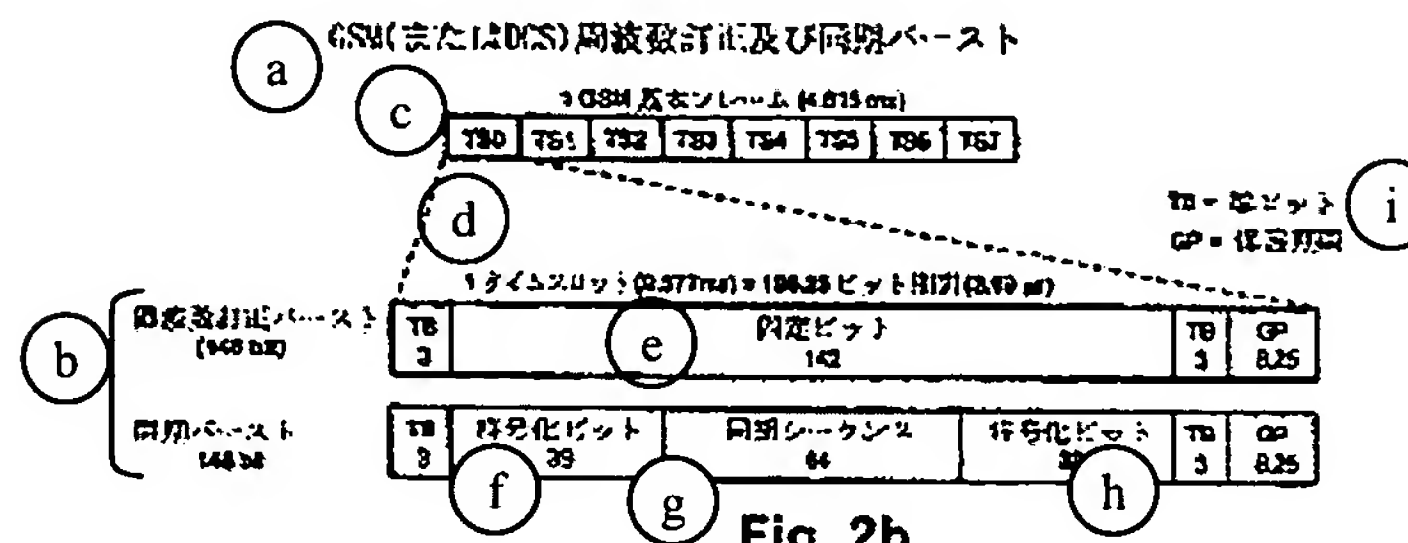 a GSM(またはDCS)周波数訂正及び同期バースト
c 1 GSM 基本フレーム (4.615 ms)
TS0 TS1 TS2 TS3 TS4 TS5 TS6 TS7
d
TB = 尾ビット
GP = 保護期間
i
1 タイムスロット(0.577ms) = 156.25 ビット期間(3.69 μs)
b
周波数訂正バースト
(148 bit)
TB 3 固定ビット 142 TB 3 GP 8.25
e
同期バースト
148 bit
TB 3 符号化ビット 39 同期シーケンス 64 符号化ビット TB 3 GP 8.25
f g h
Fig. 2b